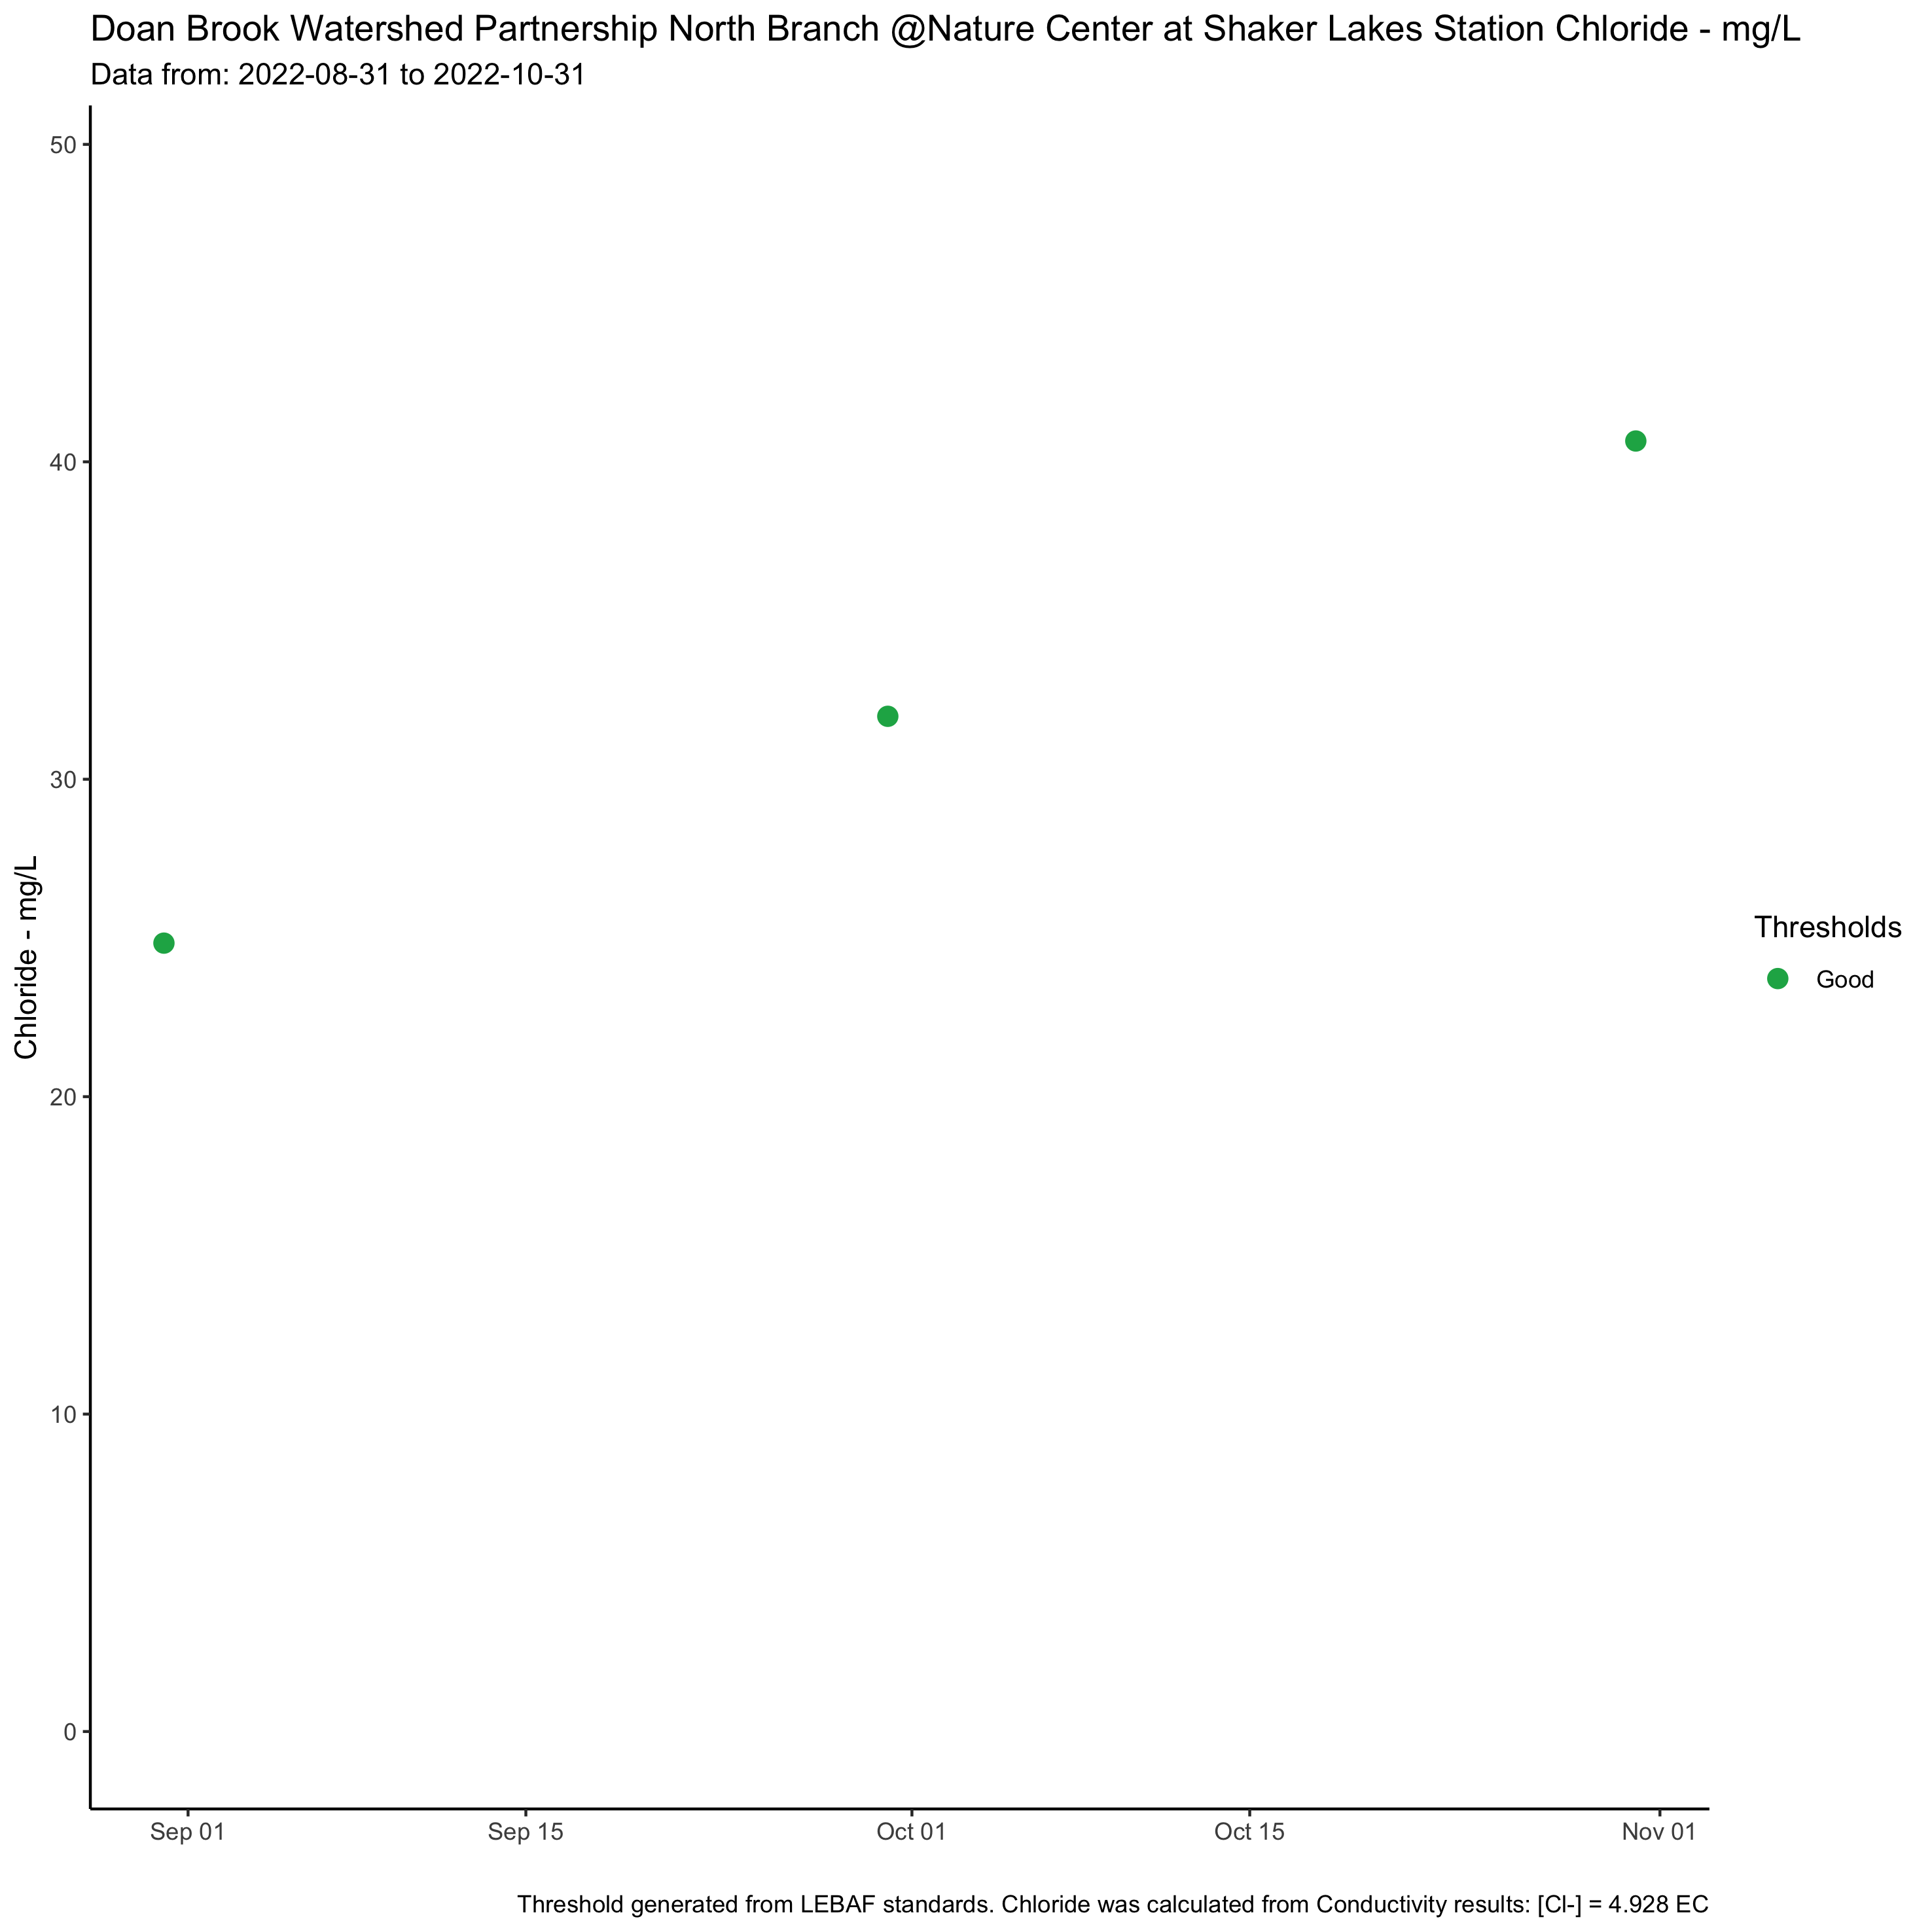 Doan Brook Watershed Partnership North Branch @Nature Center at Shaker Lakes Station Chloride - mg/L
Data from: 2022-08-31 to 2022-10-31
50
40
30
20
10
0
Chloride - mg/L
Sep 01
Sep 15
Oct 01
Oct 15
Nov 01
Thresholds
Good
Threshold generated from LEBAF standards. Chloride was calculated from Conductivity results: [Cl-] = 4.928 EC